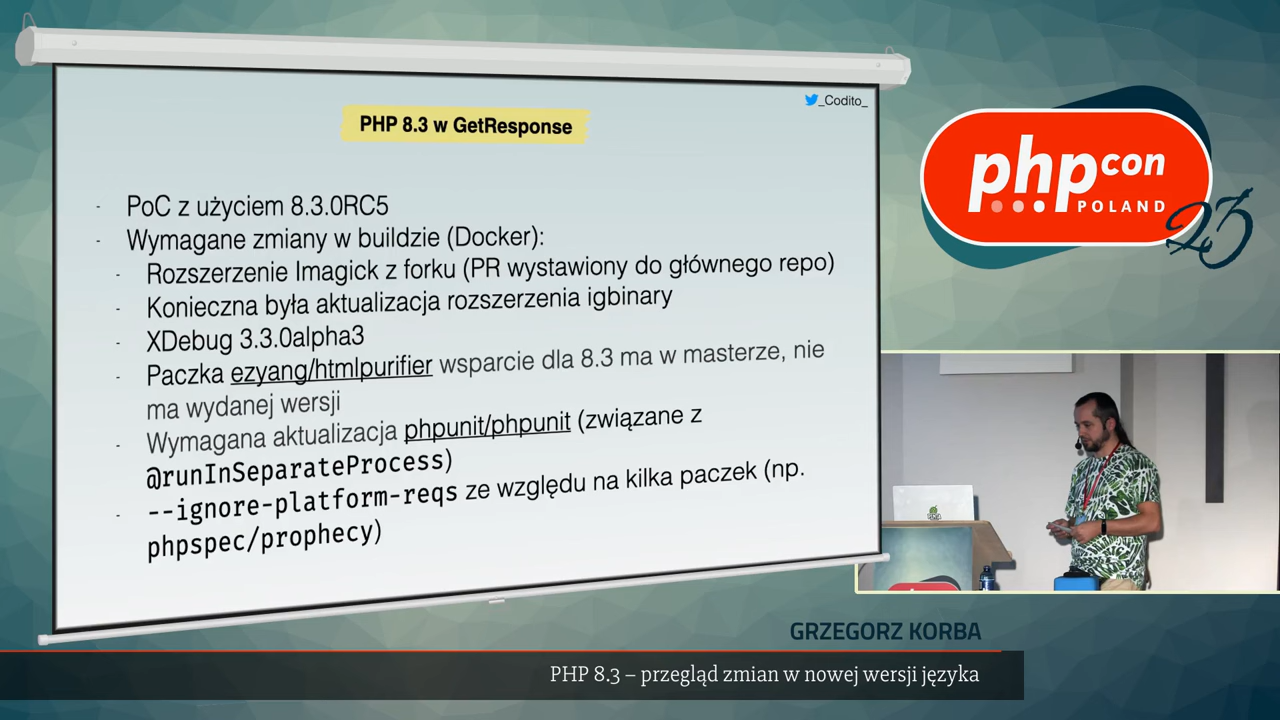 _Codito_
PHP 8.3 w GetResponse
- PoC z użyciem 8.3.0RC5
- Wymagane zmiany w buildzie (Docker):
- Rozszerzenie Imagick z forku (PR wystawiony do głównego repo)
- Konieczna była aktualizacja rozszerzenia igbinary
- XDebug 3.3.0alpha3
- Paczka ezyang/htmlpurifier wsparcie dla 8.3 ma w masterze, nie
ma wydanej wersji
- Wymagana aktualizacja phpunit/phpunit (związane z
@runInSeparateProcess)
- --ignore-platform-reqs ze względu na kilka paczek (np.
phpspec/prophecy)
phpcon
POLAND
23
GRZEGORZ KORBA
PHP 8.3 – przegląd zmian w nowej wersji języka